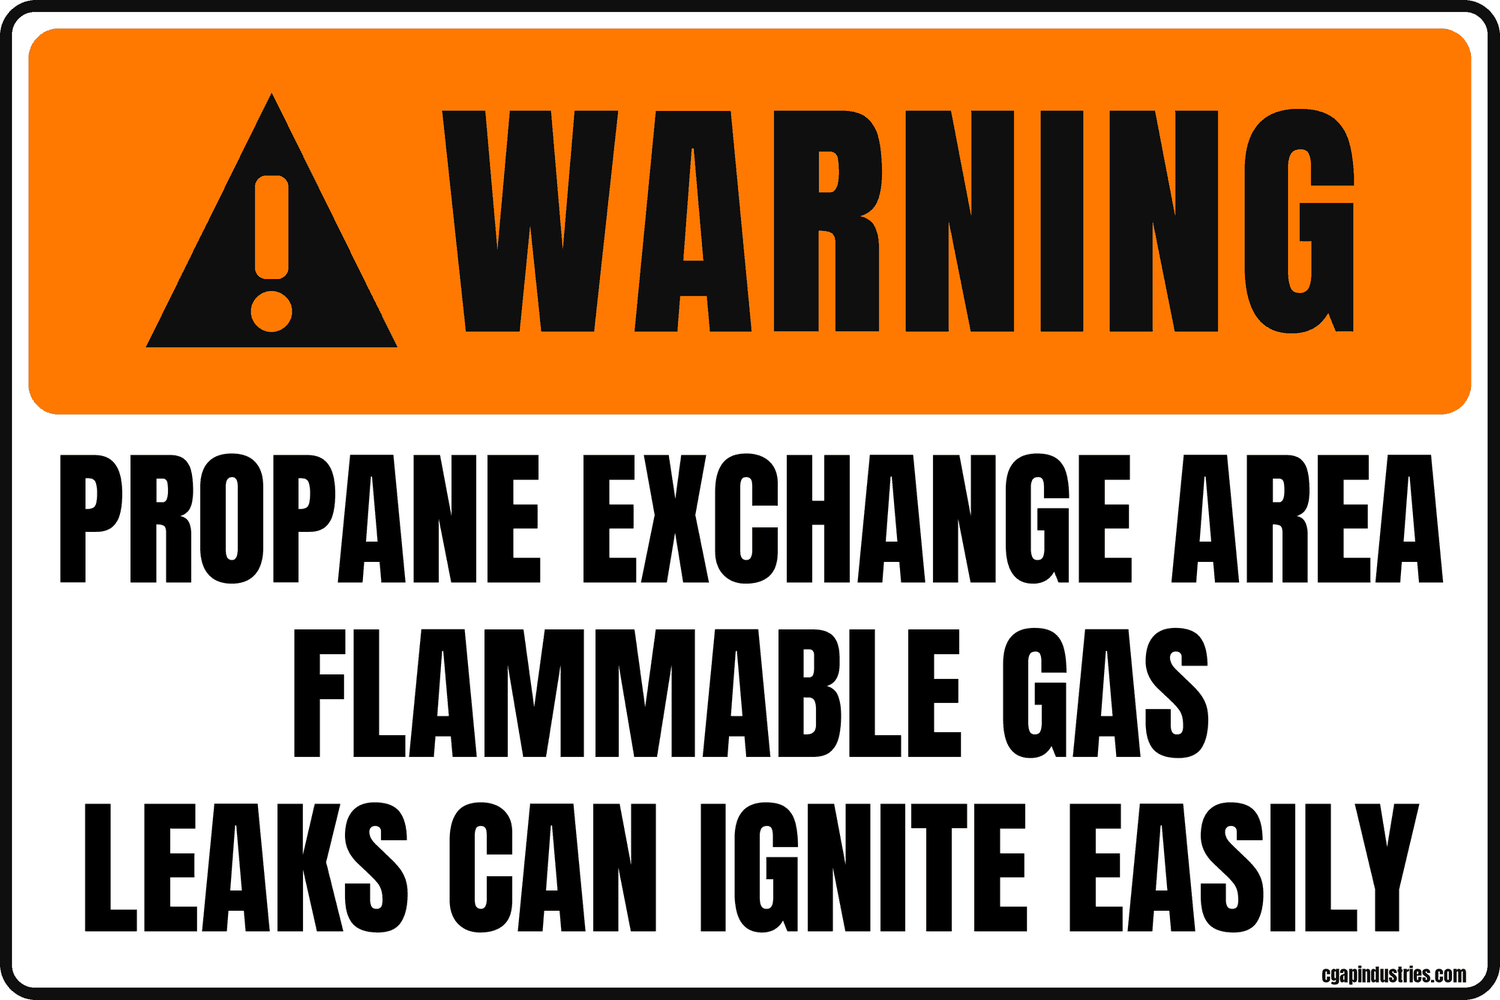 WARNING
PROPANE EXCHANGE AREA
FLAMMABLE GAS
LEAKS CAN IGNITE EASILY
cgapindustries.com